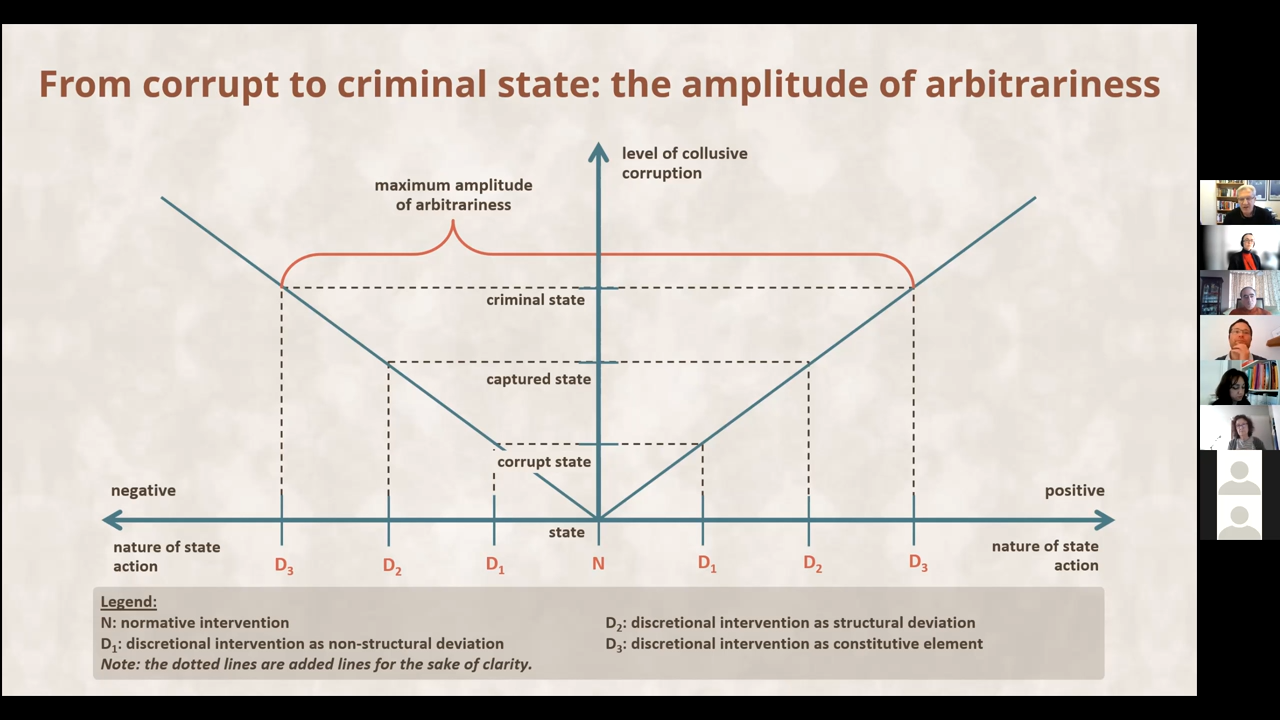 From corrupt to criminal state: the amplitude of arbitrariness
level of collusive
corruption
maximum amplitude
of arbitrariness
criminal state
captured state
corrupt state
negative
positive
state
nature of state
action
nature of state
action
D₃ D₂ D₁ N D₁ D₂ D₃
Legend:
N: normative intervention
D₁: discretional intervention as non-structural deviation
Note: the dotted lines are added lines for the sake of clarity.
D₂: discretional intervention as structural deviation
D₃: discretional intervention as constitutive element